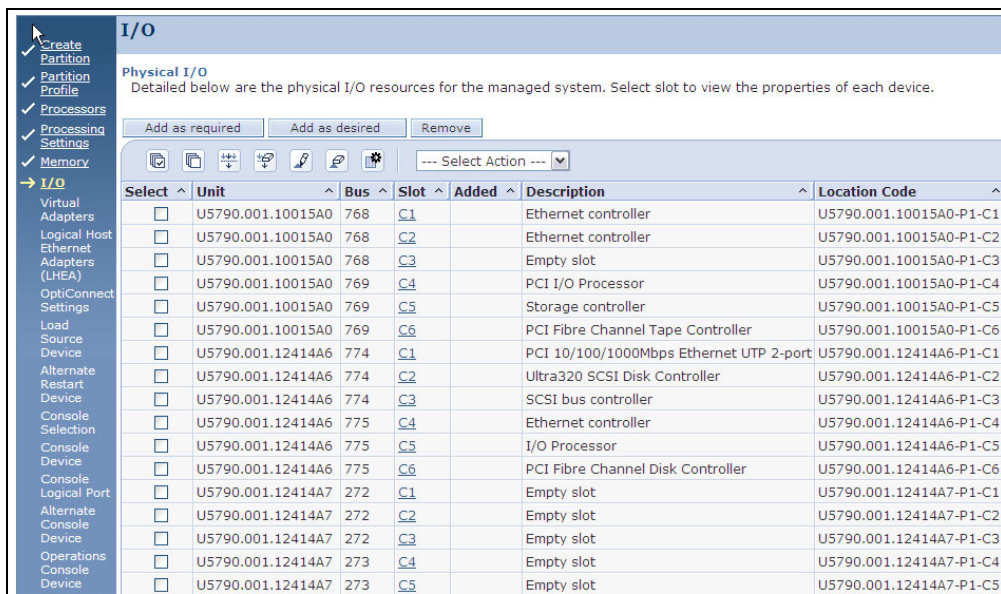 I/O
Create
Partition
Partition
Profile
Processors
Processing
Settings
Memory
I/O
Virtual
Adapters
Logical Host
Ethernet
Adapters
(LHEA)
OptiConnect
Settings
Load
Source
Device
Alternate
Restart
Device
Console
Selection
Console
Device
Console
Logical Port
Alternate
Console
Device
Operations
Console
Device
Physical I/O
Detailed below are the physical I/O resources for the managed system. Select slot to view the properties of each device.
Add as required Add as desired Remove
--- Select Action ---
Select ^ Unit ^ Bus ^ Slot ^ Added ^ Description ^ Location Code ^
U5790.001.10015A0 768 C1 Ethernet controller U5790.001.10015A0-P1-C1
U5790.001.10015A0 768 C2 Ethernet controller U5790.001.10015A0-P1-C2
U5790.001.10015A0 768 C3 Empty slot U5790.001.10015A0-P1-C3
U5790.001.10015A0 769 C4 PCI I/O Processor U5790.001.10015A0-P1-C4
U5790.001.10015A0 769 C5 Storage controller U5790.001.10015A0-P1-C5
U5790.001.10015A0 769 C6 PCI Fibre Channel Tape Controller U5790.001.10015A0-P1-C6
U5790.001.12414A6 774 C1 PCI 10/100/1000Mbps Ethernet UTP 2-port U5790.001.12414A6-P1-C1
U5790.001.12414A6 774 C2 Ultra320 SCSI Disk Controller U5790.001.12414A6-P1-C2
U5790.001.12414A6 774 C3 SCSI bus controller U5790.001.12414A6-P1-C3
U5790.001.12414A6 775 C4 Ethernet controller U5790.001.12414A6-P1-C4
U5790.001.12414A6 775 C5 I/O Processor U5790.001.12414A6-P1-C5
U5790.001.12414A6 775 C6 PCI Fibre Channel Disk Controller U5790.001.12414A6-P1-C6
U5790.001.12414A7 272 C1 Empty slot U5790.001.12414A7-P1-C1
U5790.001.12414A7 272 C2 Empty slot U5790.001.12414A7-P1-C2
U5790.001.12414A7 272 C3 Empty slot U5790.001.12414A7-P1-C3
U5790.001.12414A7 273 C4 Empty slot U5790.001.12414A7-P1-C4
U5790.001.12414A7 273 C5 Empty slot U5790.001.12414A7-P1-C5